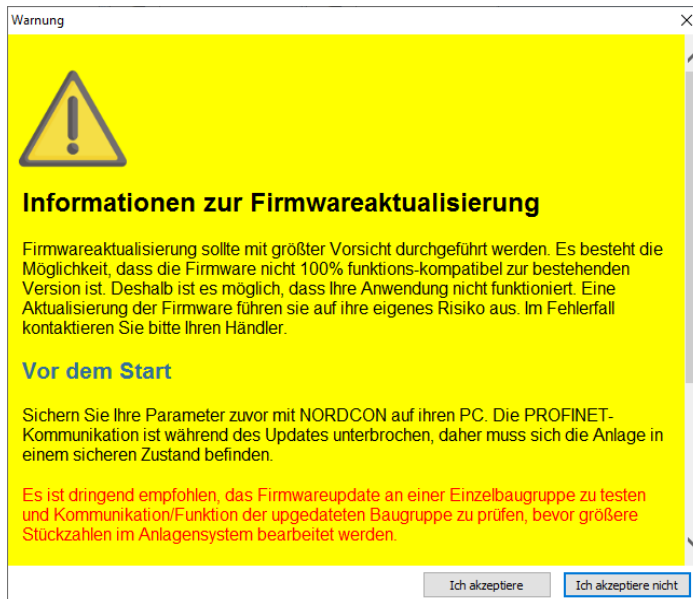 Warnung
Informationen zur Firmwareaktualisierung
Firmwareaktualisierung sollte mit größter Vorsicht durchgeführt werden. Es besteht die
Möglichkeit, dass die Firmware nicht 100% funktions-kompatibel zur bestehenden
Version ist. Deshalb ist es möglich, dass Ihre Anwendung nicht funktioniert. Eine
Aktualisierung der Firmware führen sie auf ihre eigenes Risiko aus. Im Fehlerfall
kontaktieren Sie bitte Ihren Händler.
Vor dem Start
Sichern Sie Ihre Parameter zuvor mit NORDCON auf ihren PC. Die PROFINET-
Kommunikation ist während des Updates unterbrochen, daher muss sich die Anlage in
einem sicheren Zustand befinden.
Es ist dringend empfohlen, das Firmwareupdate an einer Einzelbaugruppe zu testen
und Kommunikation/Funktion der upgedateten Baugruppe zu prüfen, bevor größere
Stückzahlen im Anlagensystem bearbeitet werden.
Ich akzeptiere
Ich akzeptiere nicht